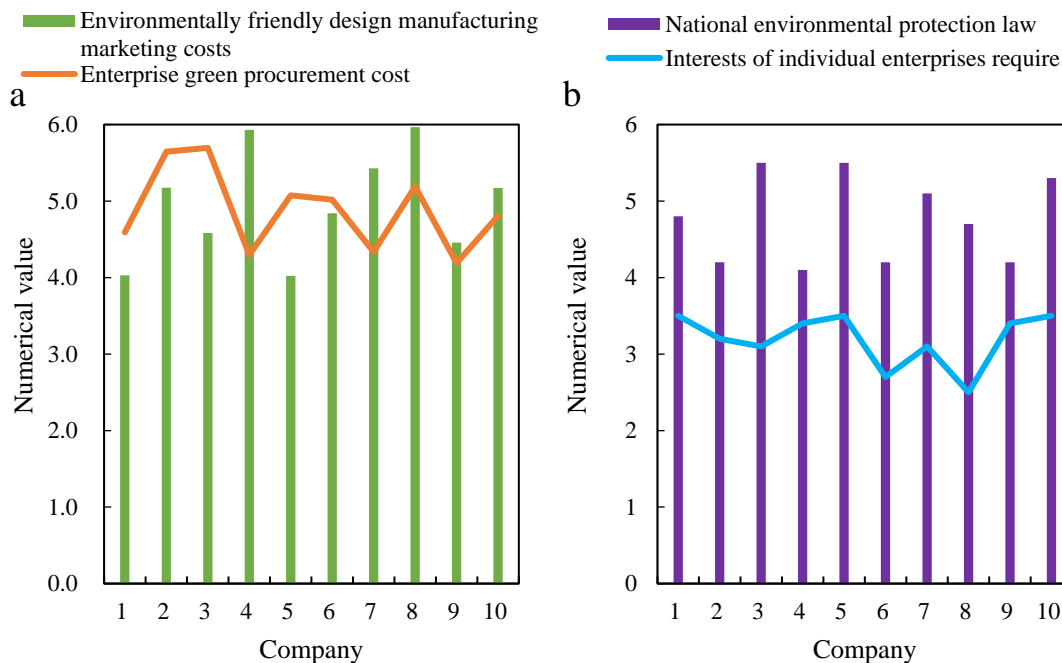 Environmentally friendly design manufacturing
marketing costs
Enterprise green procurement cost
National environmental protection law
Interests of individual enterprises require
a
6.0
5.0
4.0
3.0
2.0
1.0
0.0
Numerical value
1 2 3 4 5 6 7 8 9 10
Company
b
6
5
4
3
2
1
0
Numerical value
1 2 3 4 5 6 7 8 9 10
Company